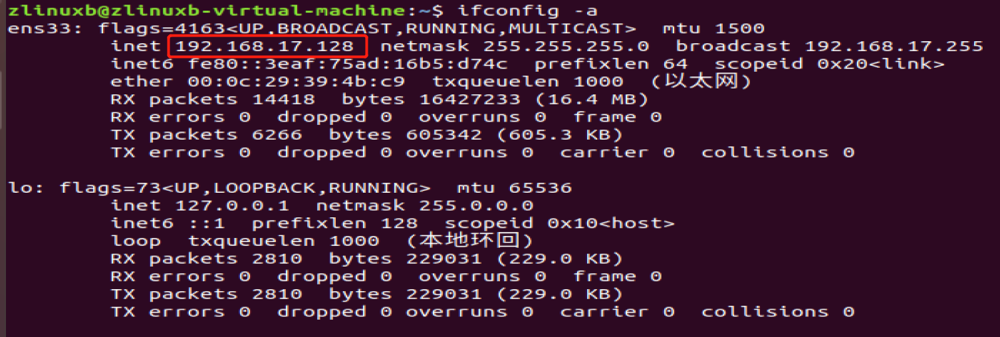 zlinuxb@zlinuxb-virtual-machine:~$ ifconfig -a
ens33: flags=4163<UP,BROADCAST,RUNNING,MULTICAST>  mtu 1500
        inet 192.168.17.128  netmask 255.255.255.0  broadcast 192.168.17.255
        inet6 fe80::3eaf:75ad:16b5:d74c  prefixlen 64  scopeid 0x20<link>
        ether 00:0c:29:39:4b:c9  txqueuelen 1000  (以太网)
        RX packets 14418  bytes 16427233 (16.4 MB)
        RX errors 0  dropped 0  overruns 0  frame 0
        TX packets 6266  bytes 605342 (605.3 KB)
        TX errors 0  dropped 0 overruns 0  carrier 0  collisions 0

lo: flags=73<UP,LOOPBACK,RUNNING>  mtu 65536
        inet 127.0.0.1  netmask 255.0.0.0
        inet6 ::1  prefixlen 128  scopeid 0x10<host>
        loop  txqueuelen 1000  (本地环回)
        RX packets 2810  bytes 229031 (229.0 KB)
        RX errors 0  dropped 0  overruns 0  frame 0
        TX packets 2810  bytes 229031 (229.0 KB)
        TX errors 0  dropped 0 overruns 0  carrier 0  collisions 0